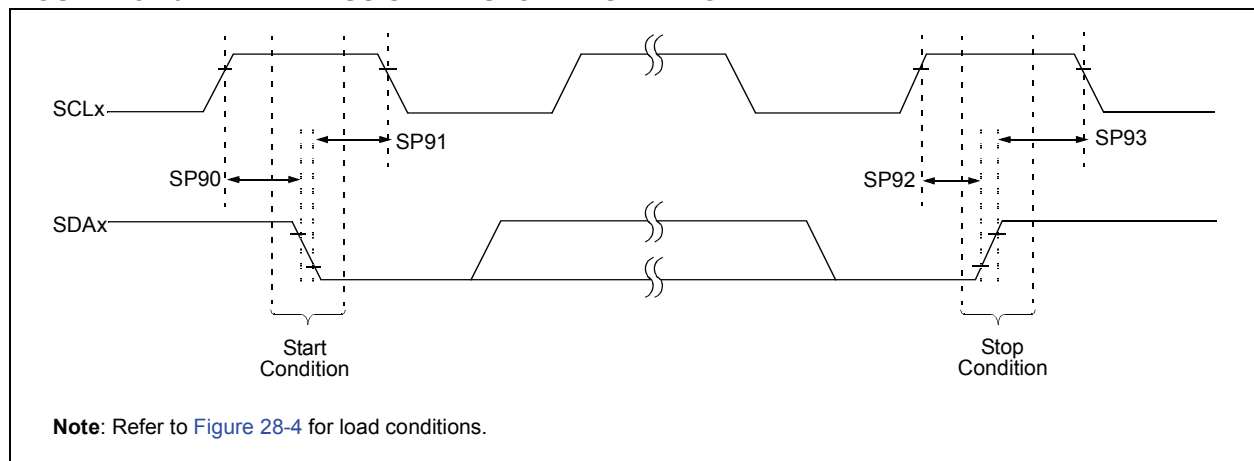 SCLx
SP91
SP93
SP90
SP92
SDAx
Start
Condition
Stop
Condition
Note: Refer to Figure 28-4 for load conditions.